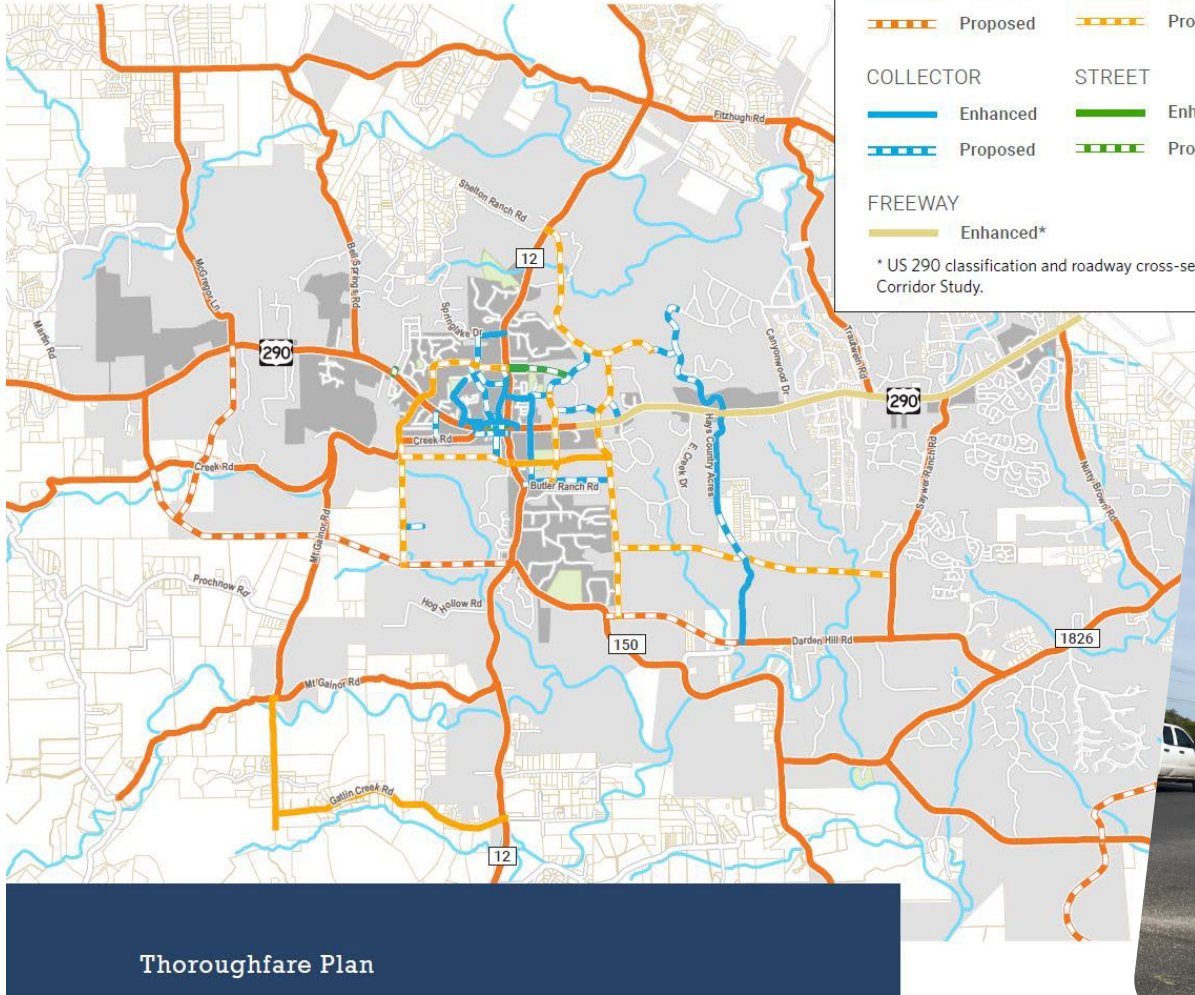 Proposed
Pro
COLLECTOR
STREET
Enhanced
Enh
Proposed
Pro
FREEWAY
Enhanced*
* US 290 classification and roadway cross-se
Corridor Study.
Fitzhugh Rd
Shelton Ranch Rd
12
McGregor Ln
Bell Springs Rd
Martin Rd
Springlake Dr
290
Canyonwood Dr
Trautwein Rd
290
Creek Rd
Hays Country Acres
E. Creek Dr
Sawyer Ranch Rd
Nutty Brown Rd
Creek Rd
Butler Ranch Rd
Mt Gainor Rd
Prochnow Rd
Hog Hollow Rd
150
Darden Hill Rd
1826
Mt Gainor Rd
Gatlin Creek Rd
12
Thoroughfare Plan